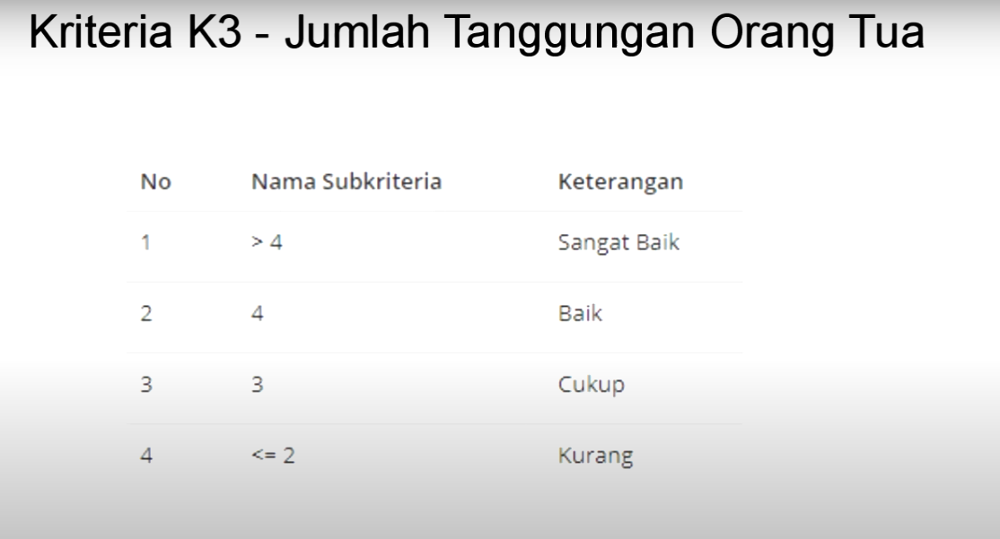 Kriteria K3 - Jumlah Tanggungan Orang Tua
No Nama Subkriteria Keterangan
1 > 4 Sangat Baik
2 4 Baik
3 3 Cukup
4 <= 2 Kurang